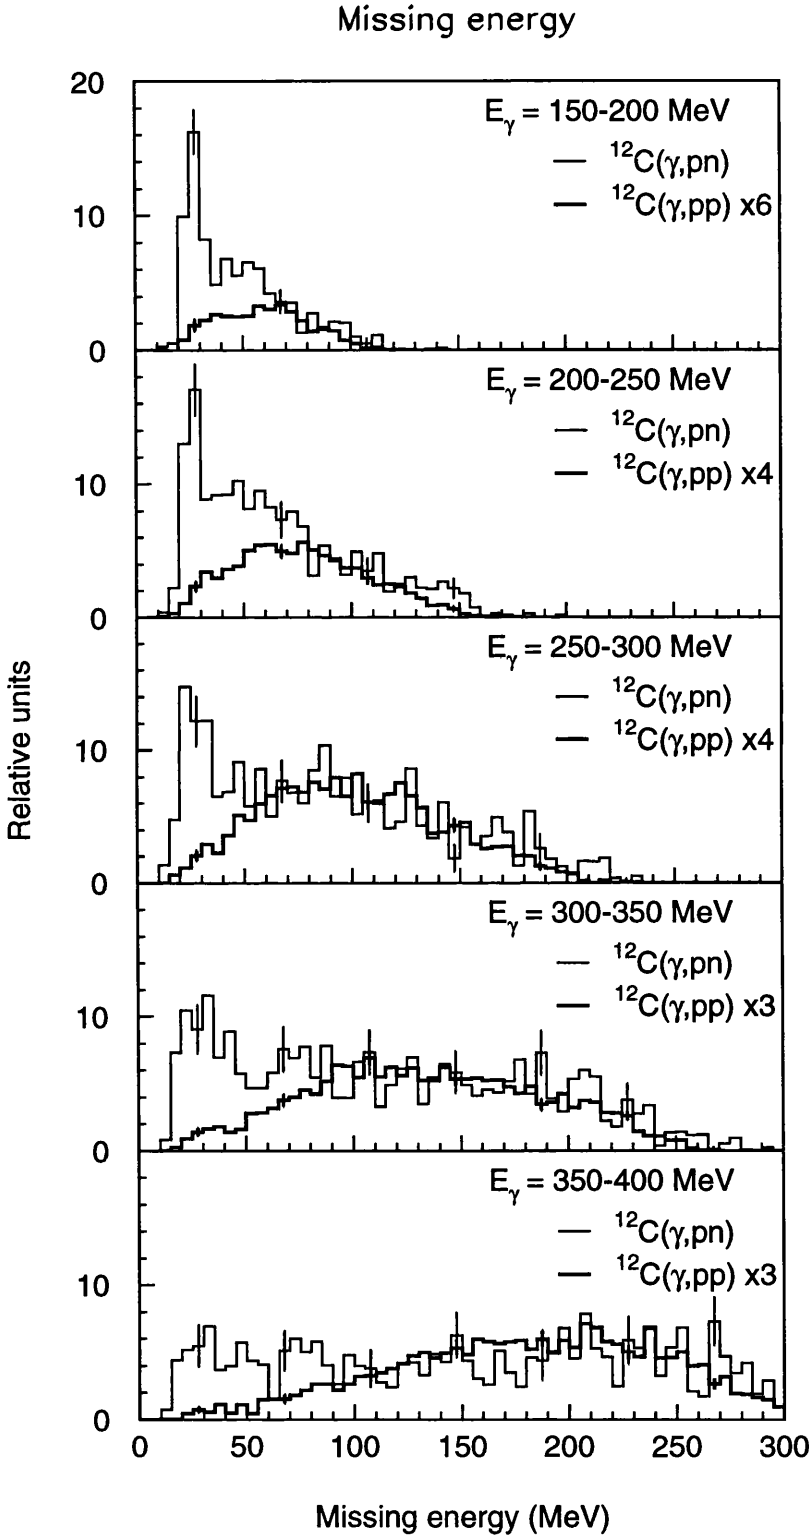 Missing energy
20
E_γ = 150-200 MeV
¹²C(γ,pn)
¹²C(γ,pp) x6
10
0
E_γ = 200-250 MeV
¹²C(γ,pn)
¹²C(γ,pp) x4
10
0
E_γ = 250-300 MeV
¹²C(γ,pn)
¹²C(γ,pp) x4
10
0
Relative units
E_γ = 300-350 MeV
¹²C(γ,pn)
¹²C(γ,pp) x3
10
0
E_γ = 350-400 MeV
¹²C(γ,pn)
¹²C(γ,pp) x3
10
0
0 50 100 150 200 250 300
Missing energy (MeV)